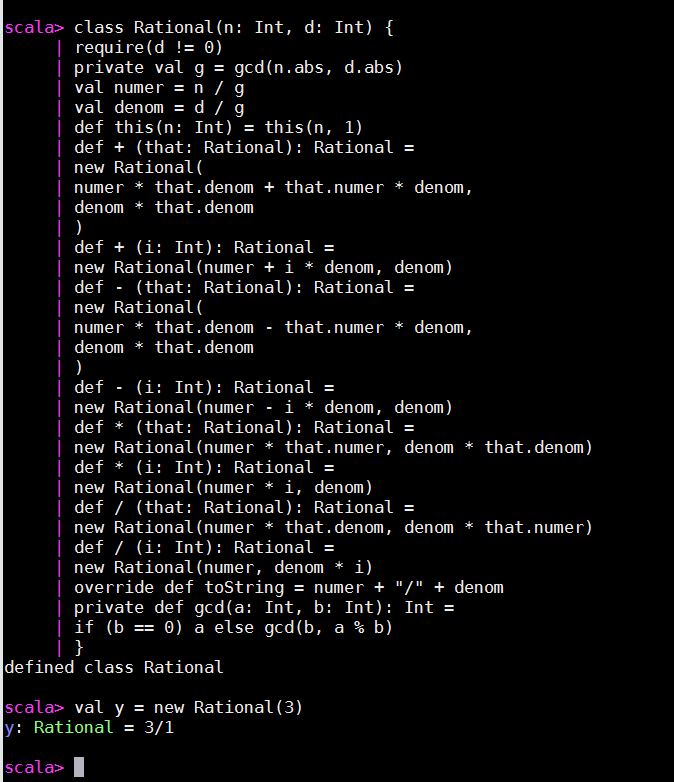 scala> class Rational(n: Int, d: Int) {
| require(d != 0)
| private val g = gcd(n.abs, d.abs)
| val numer = n / g
| val denom = d / g
| def this(n: Int) = this(n, 1)
| def + (that: Rational): Rational =
| new Rational(
| numer * that.denom + that.numer * denom,
| denom * that.denom
| )
| def + (i: Int): Rational =
| new Rational(numer + i * denom, denom)
| def - (that: Rational): Rational =
| new Rational(
| numer * that.denom - that.numer * denom,
| denom * that.denom
| )
| def - (i: Int): Rational =
| new Rational(numer - i * denom, denom)
| def * (that: Rational): Rational =
| new Rational(numer * that.numer, denom * that.denom)
| def * (i: Int): Rational =
| new Rational(numer * i, denom)
| def / (that: Rational): Rational =
| new Rational(numer * that.denom, denom * that.numer)
| def / (i: Int): Rational =
| new Rational(numer, denom * i)
| override def toString = numer + "/" + denom
| private def gcd(a: Int, b: Int): Int =
| if (b == 0) a else gcd(b, a % b)
| }
defined class Rational
scala> val y = new Rational(3)
y: Rational = 3/1
scala>